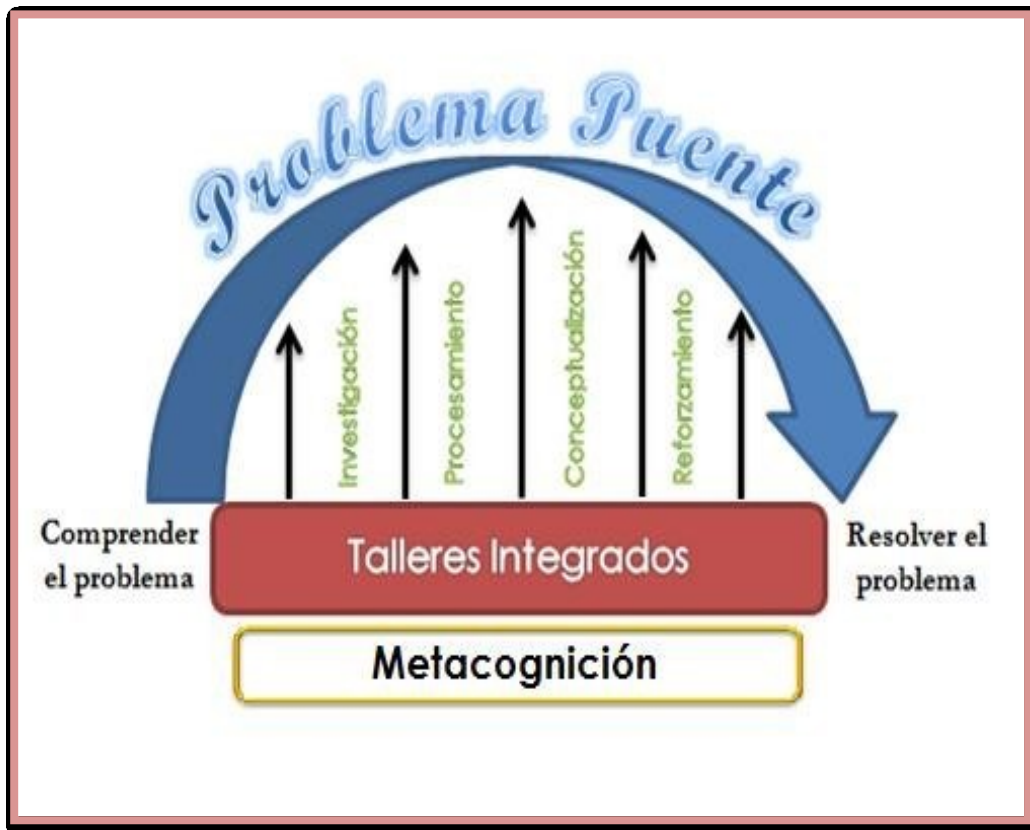 Problema Puente
Investigación
Procesamiento
Conceptualización
Reforzamiento
Comprender
el problema
Talleres Integrados
Resolver el
problema
Metacognición